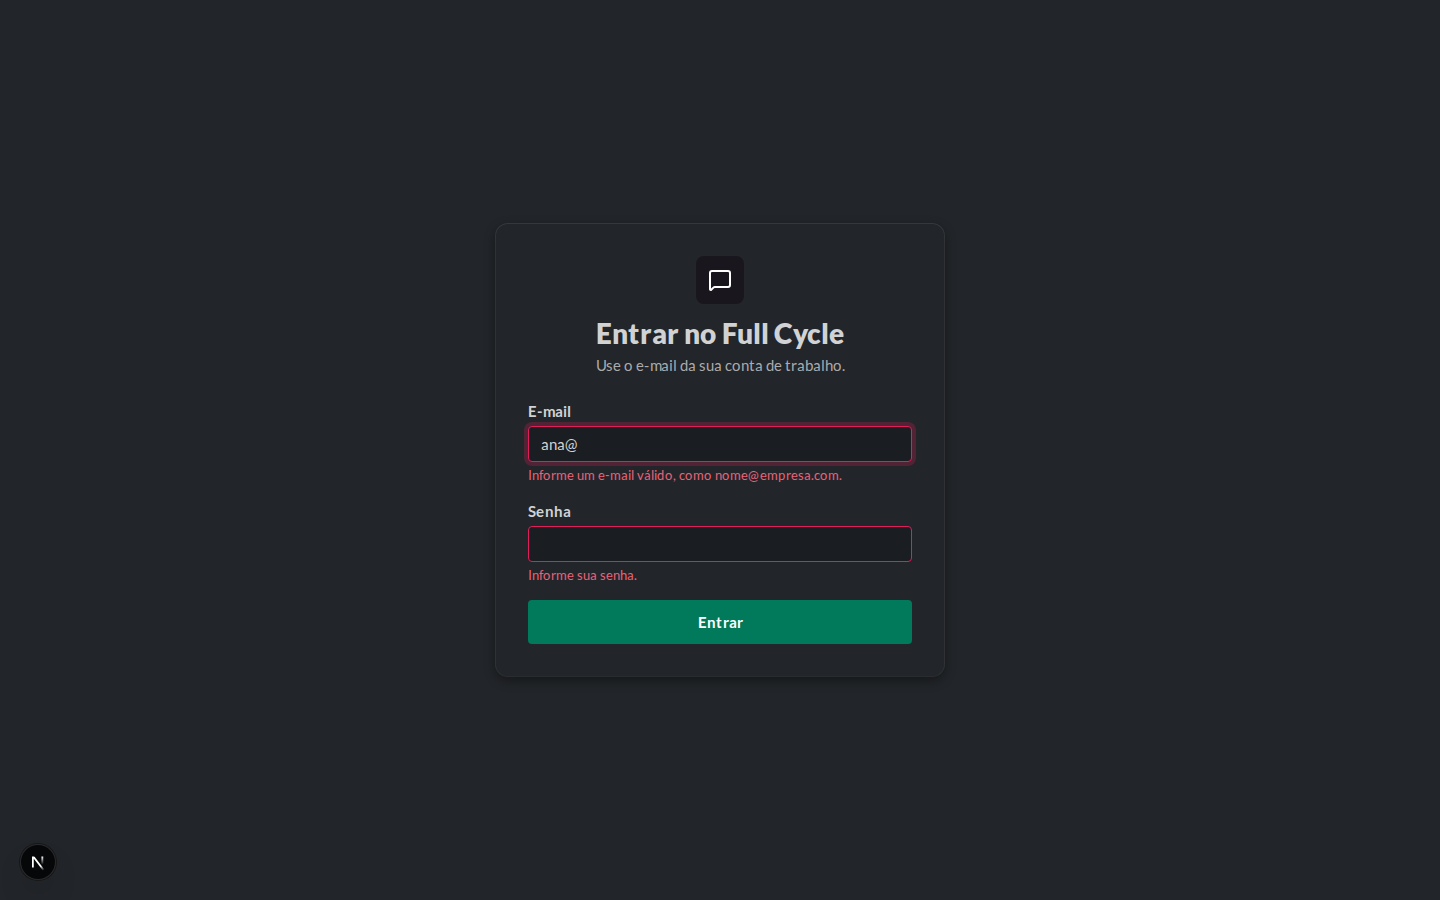 Entrar no Full Cycle
Use o e-mail da sua conta de trabalho.
E-mail
ana@
Informe um e-mail válido, como nome@empresa.com.
Senha
Informe sua senha.
Entrar
N